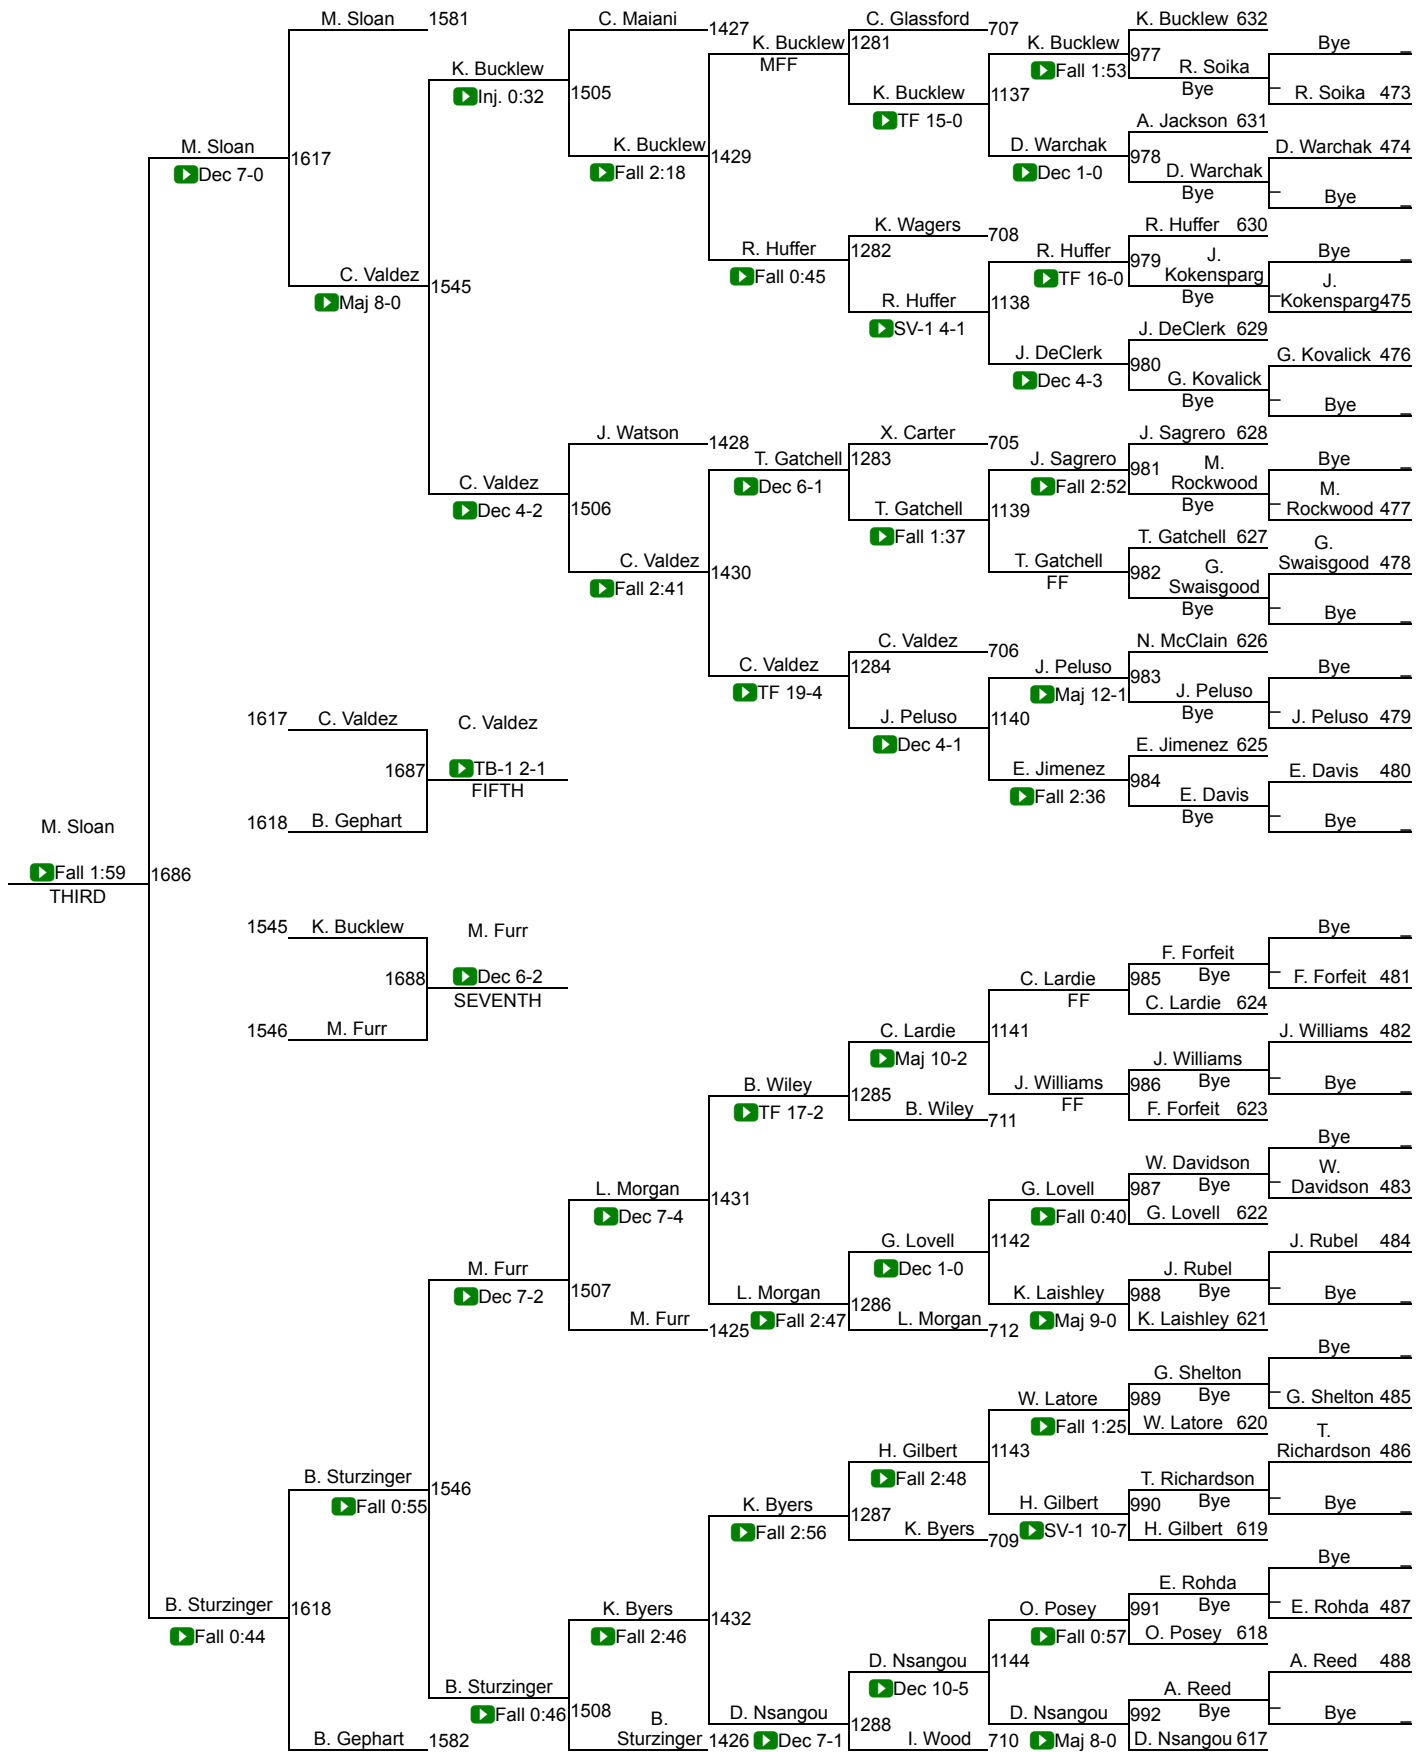 M. Sloan 1581
C. Maiani 1427
C. Glassford 707
K. Bucklew 632
K. Bucklew 1281
MFF
K. Bucklew 977
Fall 1:53
Bye _
R. Soika
Bye
_ R. Soika 473
K. Bucklew
Inj. 0:32
1505
K. Bucklew 1137
TF 15-0
A. Jackson 631
M. Sloan 1617
Dec 7-0
K. Bucklew 1429
Fall 2:18
D. Warchak 978
Dec 1-0
D. Warchak 474
D. Warchak
Bye
_ Bye _
K. Wagers 708
R. Huffer 630
R. Huffer 1282
Fall 0:45
R. Huffer 979
TF 16-0
Bye _
J.
Kokensparg
Bye
J.
_ Kokensparg 475
C. Valdez 1545
Maj 8-0
R. Huffer 1138
SV-1 4-1
J. DeClerk 629
J. DeClerk 980
Dec 4-3
G. Kovalick 476
G. Kovalick
Bye
_ Bye _
J. Watson 1428
X. Carter 705
J. Sagrero 628
T. Gatchell 1283
Dec 6-1
J. Sagrero 981
Fall 2:52
Bye _
M.
Rockwood
Bye
M.
_ Rockwood 477
C. Valdez
Dec 4-2
1506
T. Gatchell 1139
Fall 1:37
T. Gatchell 627
C. Valdez 1430
Fall 2:41
T. Gatchell 982
FF
G.
Swaisgood 478
G.
Swaisgood
Bye
_ Bye _
C. Valdez 706
N. McClain 626
C. Valdez 1284
TF 19-4
J. Peluso 983
Maj 12-1
Bye _
J. Peluso
Bye
_ J. Peluso 479
1617 C. Valdez
C. Valdez
J. Peluso 1140
Dec 4-1
E. Jimenez 625
1687
TB-1 2-1
FIFTH
E. Jimenez 984
Fall 2:36
E. Davis 480
E. Davis
Bye
_ Bye _
1618 B. Gephart
M. Sloan
Fall 1:59
THIRD
1686
1545 K. Bucklew
M. Furr
Bye _
F. Forfeit
Bye
_ F. Forfeit 481
1688
Dec 6-2
SEVENTH
C. Lardie 985
FF
C. Lardie 624
1546 M. Furr
C. Lardie 1141
Maj 10-2
J. Williams 482
J. Williams
Bye
_ Bye _
B. Wiley 1285
TF 17-2
J. Williams 986
FF
B. Wiley 711
F. Forfeit 623
Bye _
W. Davidson
Bye
W.
_ Davidson 483
L. Morgan 1431
Dec 7-4
G. Lovell 987
Fall 0:40
G. Lovell 622
G. Lovell 1142
Dec 1-0
J. Rubel 484
M. Furr
Dec 7-2
1507
J. Rubel
Bye
_ Bye _
L. Morgan 1286
Fall 2:47
K. Laishley 988
Maj 9-0
M. Furr 1425
L. Morgan 712
K. Laishley 621
Bye _
G. Shelton
Bye
_ G. Shelton 485
W. Latore 989
Fall 1:25
W. Latore 620
H. Gilbert 1143
Fall 2:48
T.
Richardson 486
B. Sturzinger 1546
Fall 0:55
T. Richardson
Bye
_ Bye _
K. Byers 1287
Fall 2:56
H. Gilbert 990
SV-1 10-7
K. Byers 709
H. Gilbert 619
Bye _
E. Rohda
Bye
_ E. Rohda 487
B. Sturzinger 1618
Fall 0:44
K. Byers 1432
Fall 2:46
O. Posey 991
Fall 0:57
O. Posey 618
D. Nsangou 1144
Dec 10-5
A. Reed 488
B. Sturzinger
Fall 0:46
1508
A. Reed
Bye
_ Bye _
D. Nsangou 1288
Dec 7-1
D. Nsangou 992
Maj 8-0
B. Gephart 1582
B.
Sturzinger 1426
I. Wood 710
D. Nsangou 617